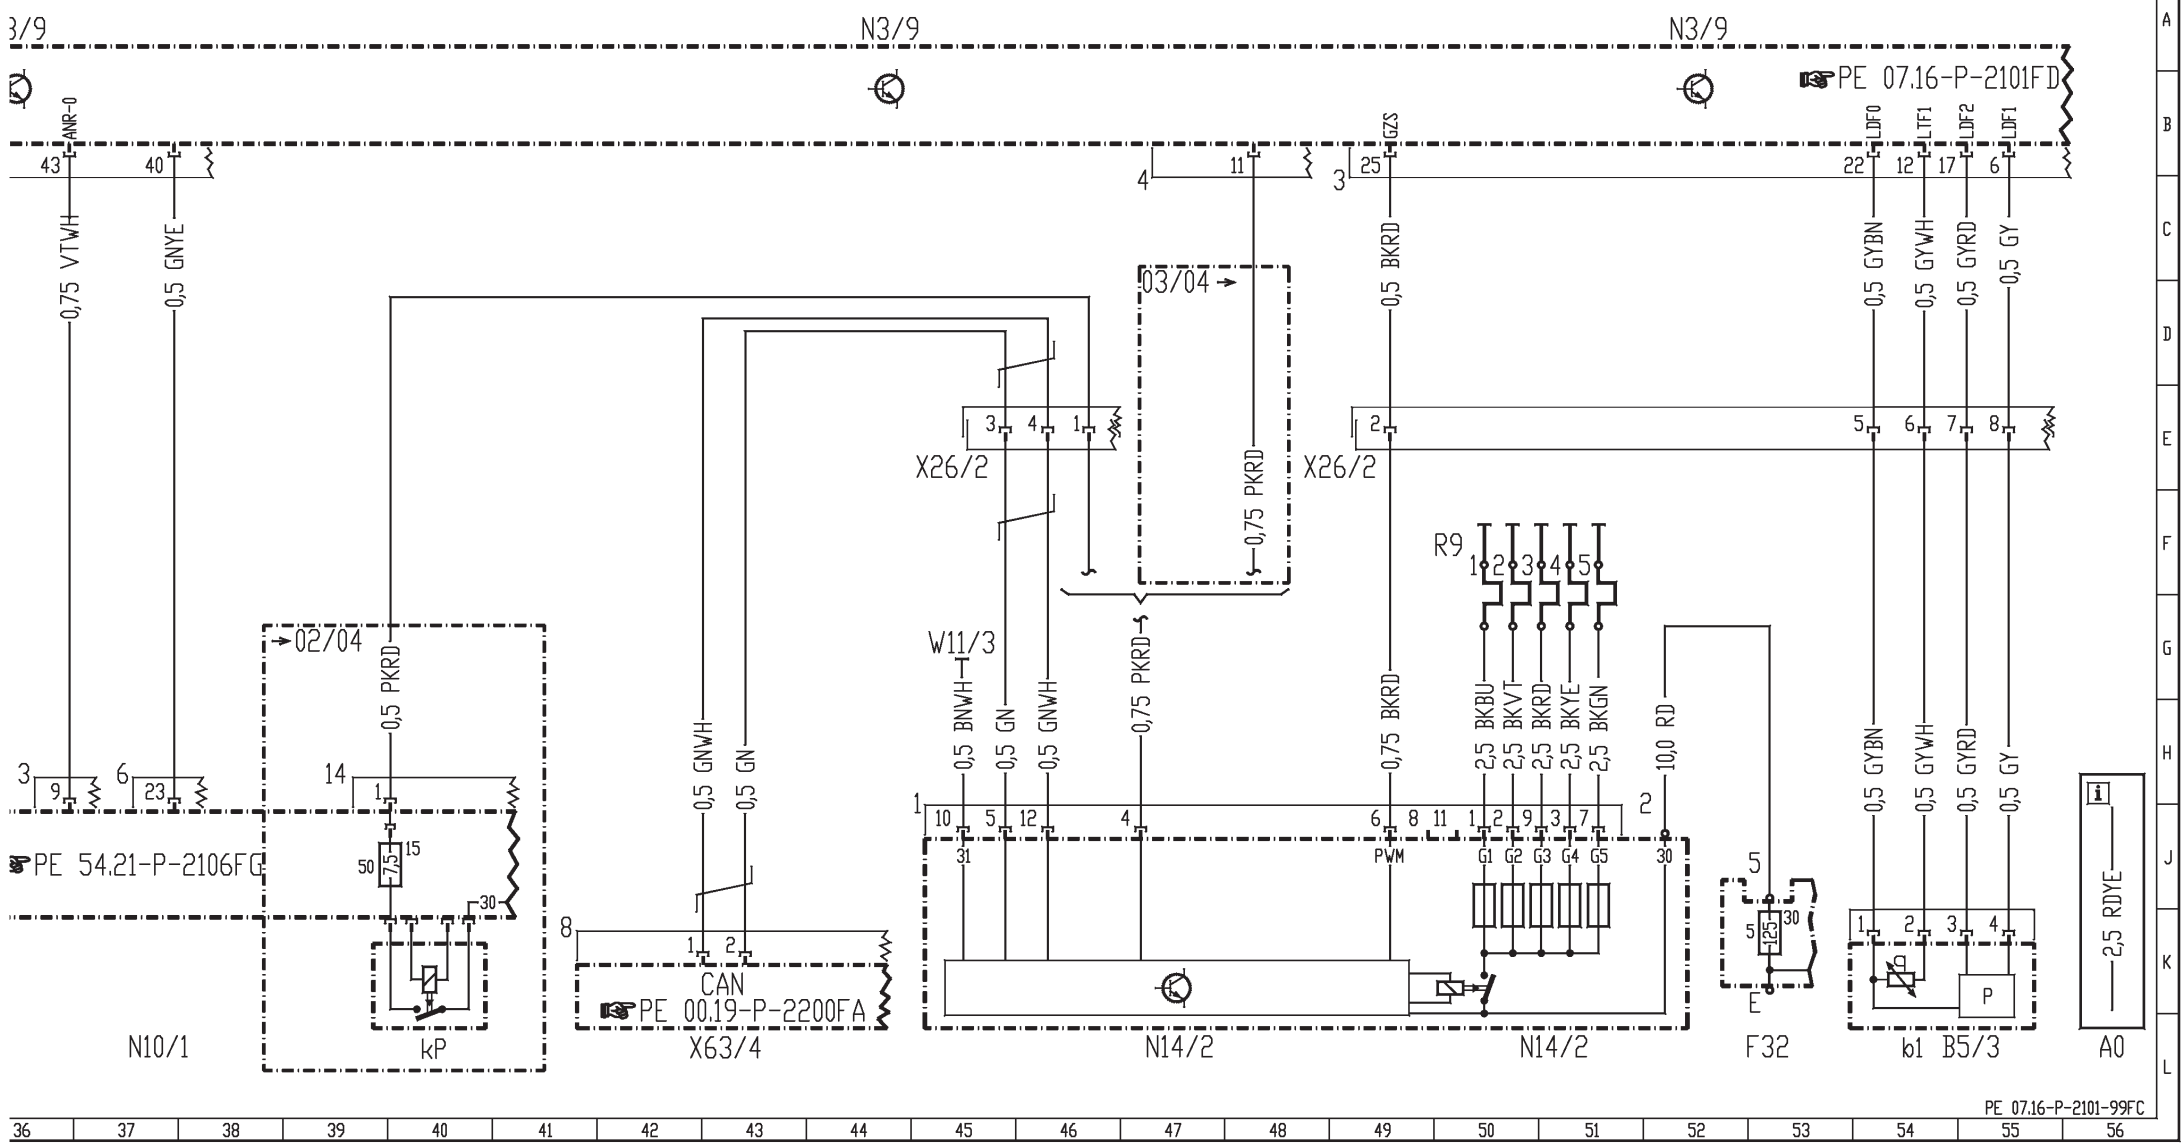 3/9 N3/9 N3/9 A
PE 07.16-P-2101FD
ANR-0 GZS LDF0 LTF1 LDF2 LDF1 B
43 40 11 25 22 12 17 6
4 3
0,75 VTWH 0,5 GNYE 0,5 BKRD 0,5 GYBN 0,5 GYWH 0,5 GYRD 0,5 GY C
03/04
D
3 4 1 2 5 6 7 8 E
X26/2 X26/2
0,75 PKRD
R9 F
1 2 3 4 5
02/04 W11/3 G
0,5 PKRD 0,5 BNWH 0,5 GN 0,5 GNWH 0,75 PKRD 0,75 BKRD 2,5 BKBU 2,5 BKVT 2,5 BKRD 2,5 BKYE 2,5 BKGN 10,0 RD
0,5 GNWH 0,5 GN 0,5 GYBN 0,5 GYWH 0,5 GYRD 0,5 GY H
3 6 14
9 23 1
1 2
10 5 12 4 6 8 11 1 2 9 3 7
i
31 PWM G1 G2 G3 G4 G5 30
PE 54.21-P-2106FG 50 7,5 15 J
5
30 5 125 30
8
1 2 1 2 3 4
2,5 RDYE
CAN K
PE 00.19-P-2200FA
P
E
N10/1 kP X63/4 N14/2 N14/2 F32 b1 B5/3 A0
L
PE 07.16-P-2101-99FC
36 37 38 39 40 41 42 43 44 45 46 47 48 49 50 51 52 53 54 55 56